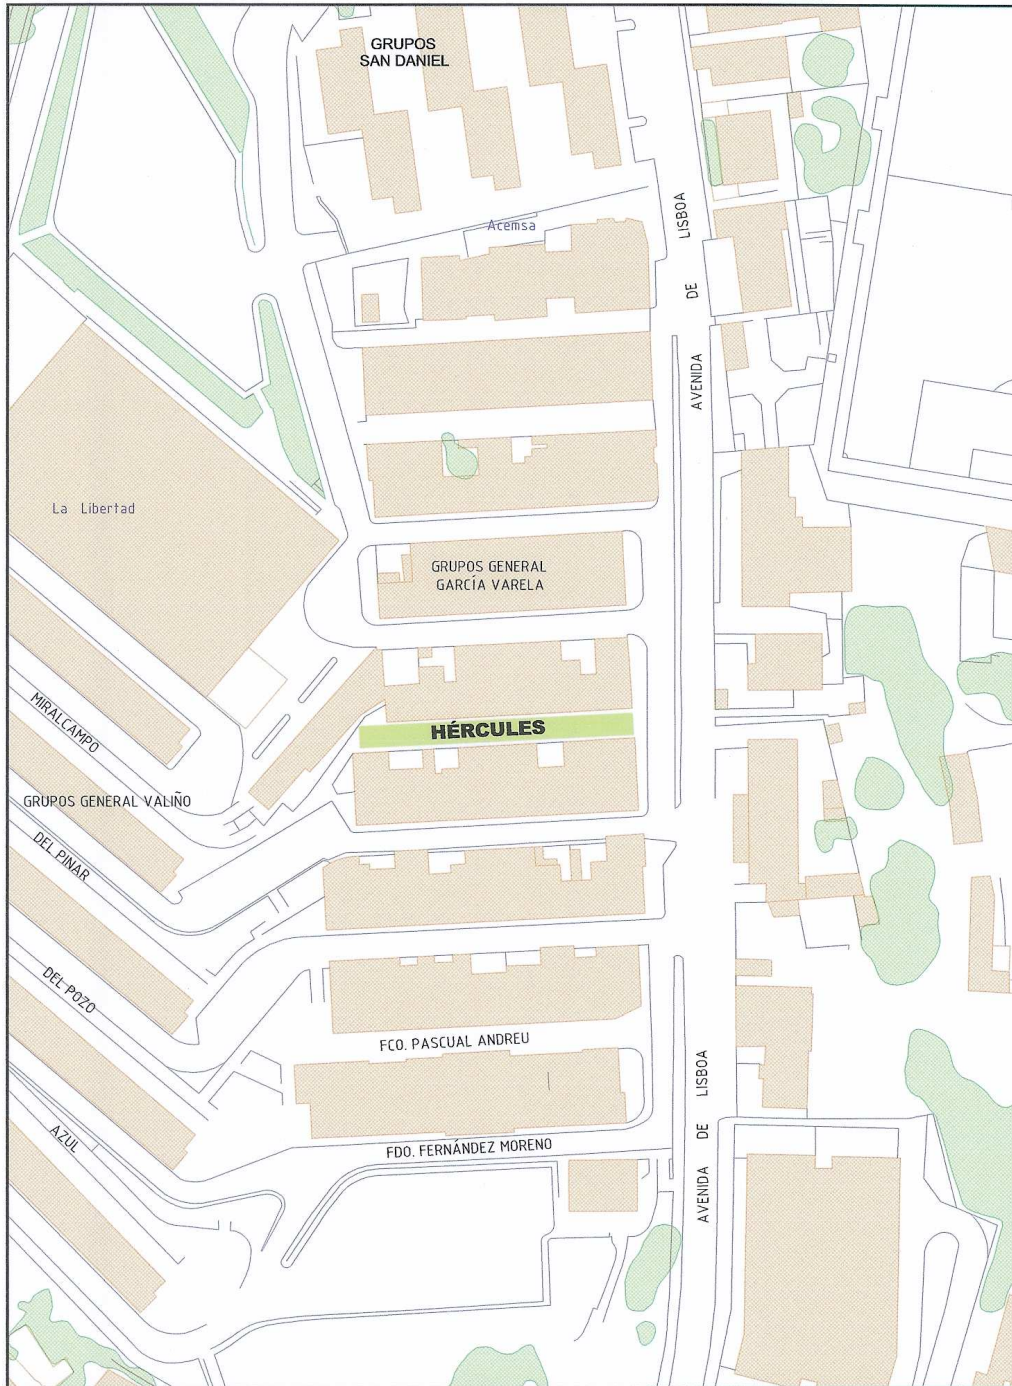 GRUPOS
SAN DANIEL
Acemsa
AVENIDA DE LISBOA
La Libertad
GRUPOS GENERAL
GARCÍA VARELA
MIRALCAMPO
HÉRCULES
GRUPOS GENERAL VALIÑO
DEL PINAR
DEL POZO
FCO. PASCUAL ANDREU
AVENIDA DE LISBOA
AZUL
FDO. FERNÁNDEZ MORENO